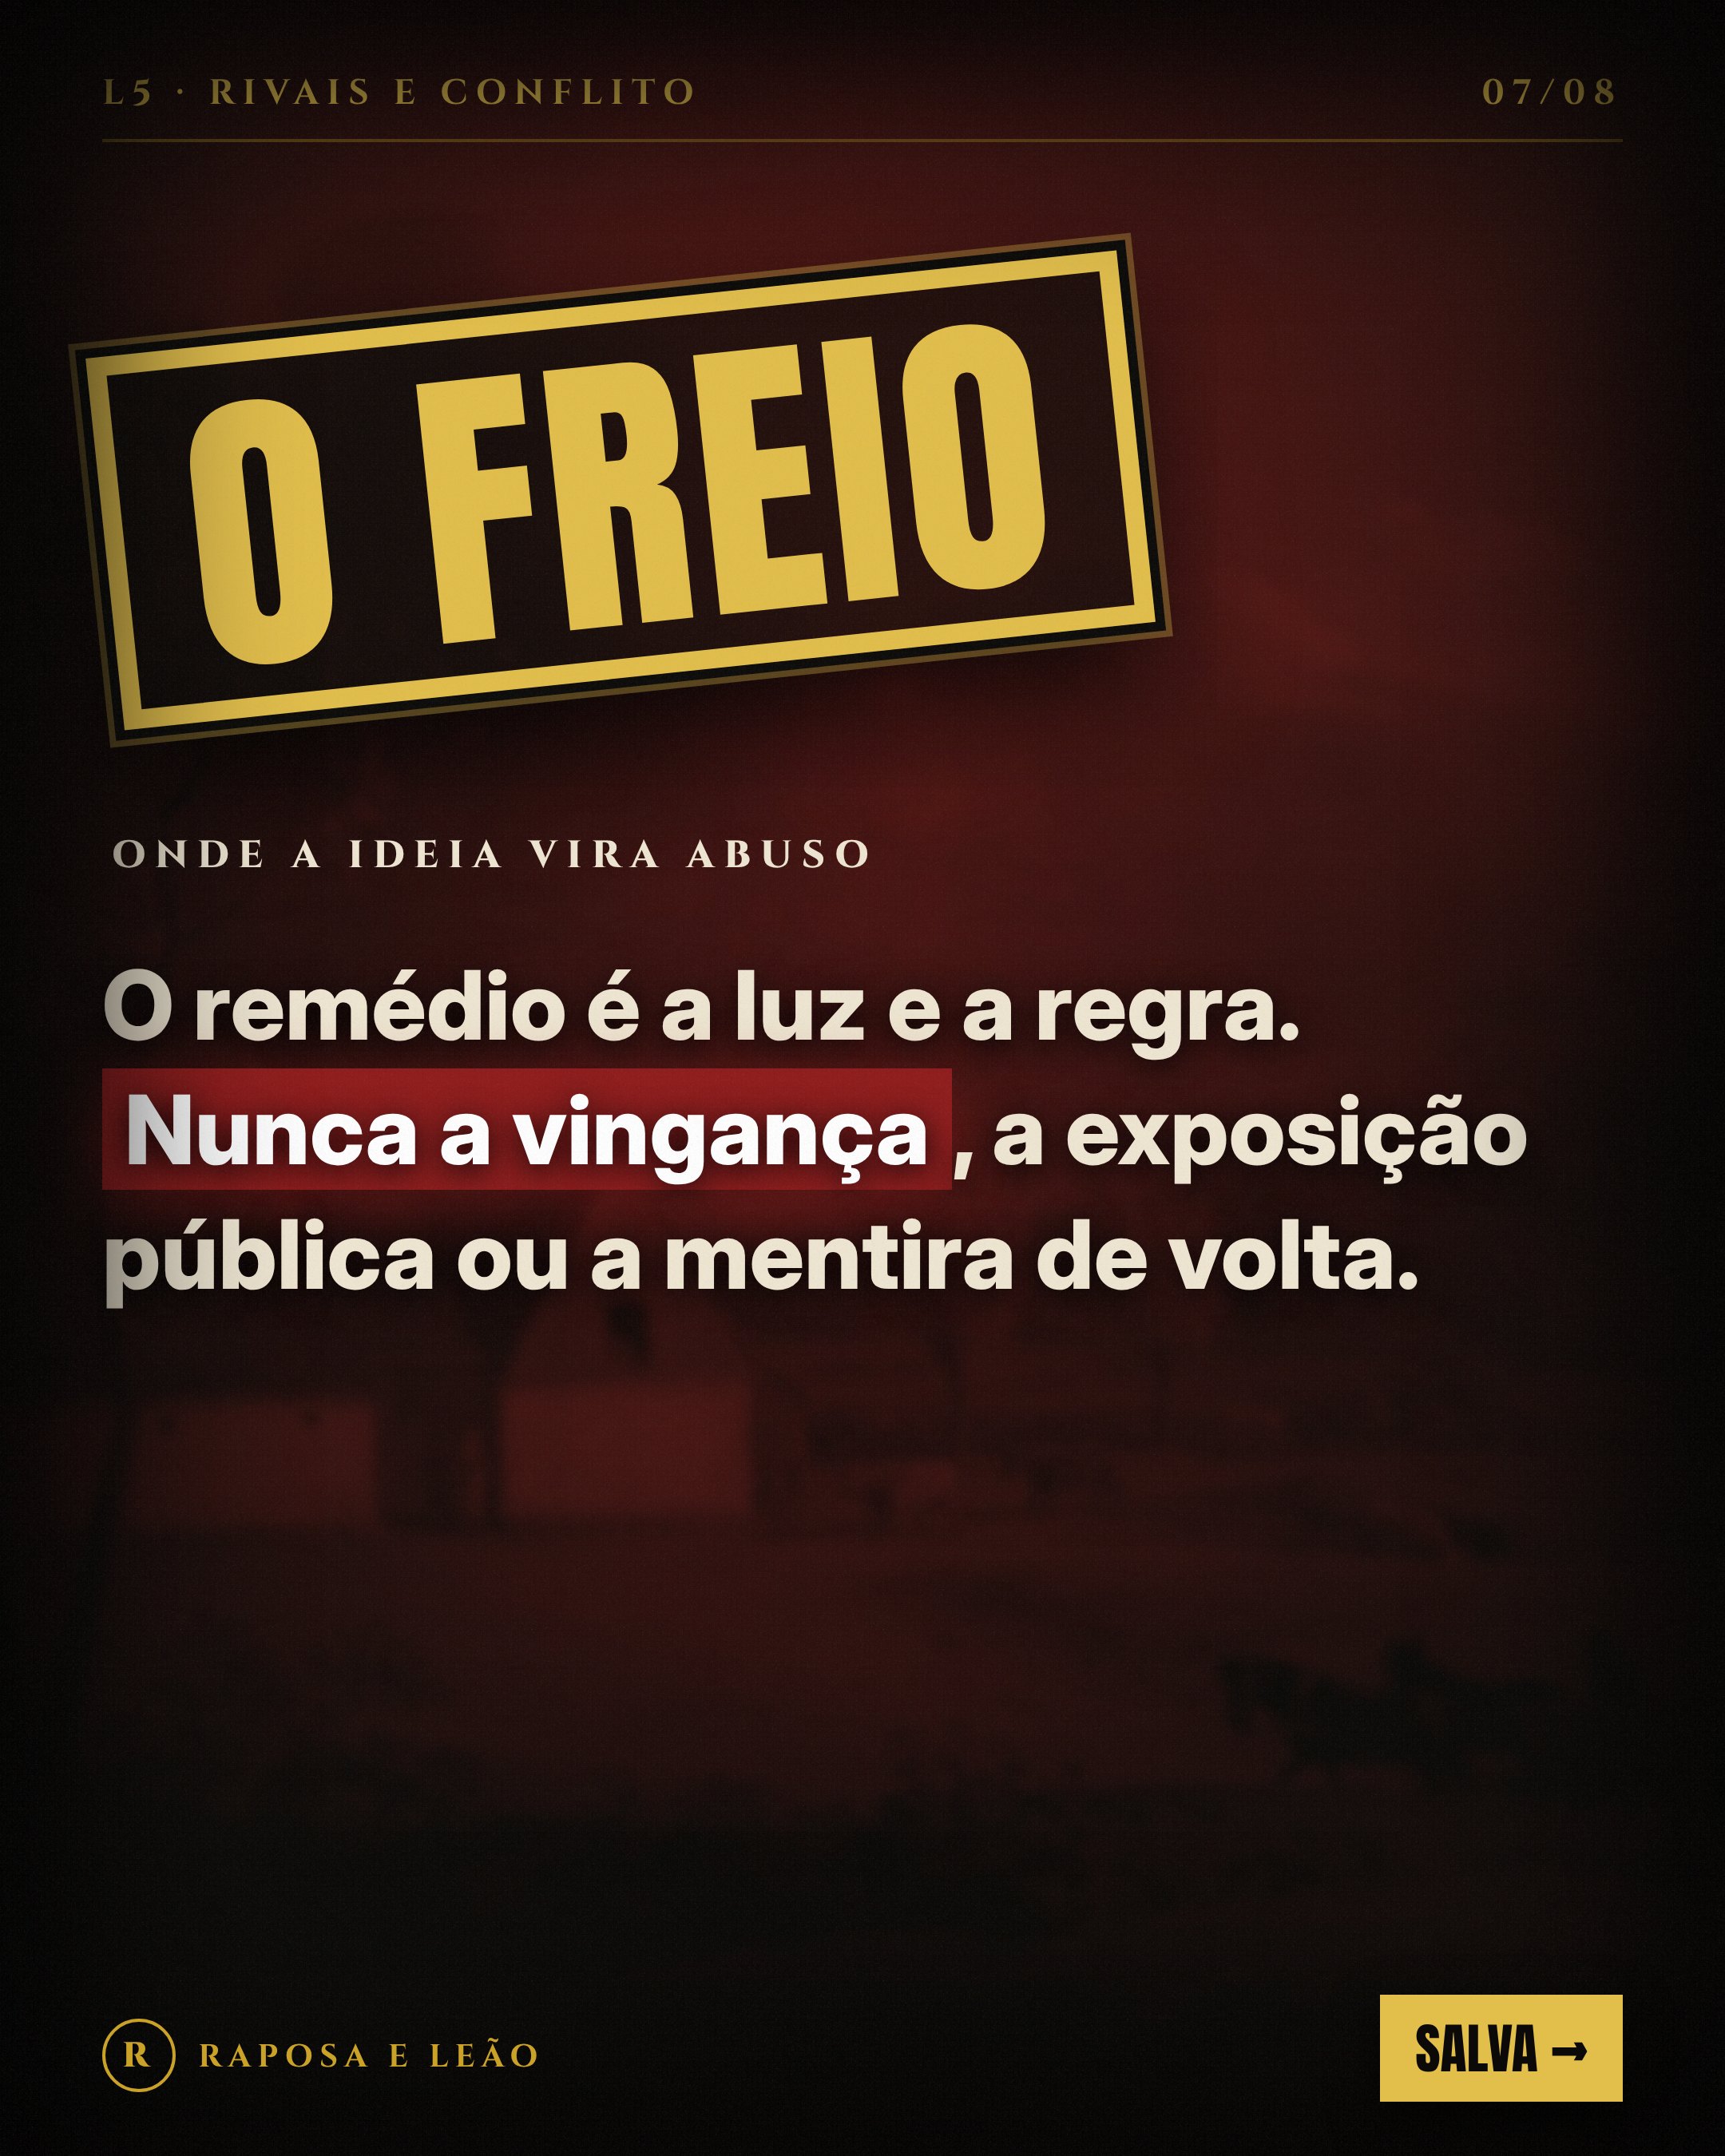 L5 · RIVAIS E CONFLITO
07/08
O FREIO
ONDE A IDEIA VIRA ABUSO
O remédio é a luz e a regra.
Nunca a vingança, a exposição
pública ou a mentira de volta.
R RAPOSA E LEÃO
SALVA →